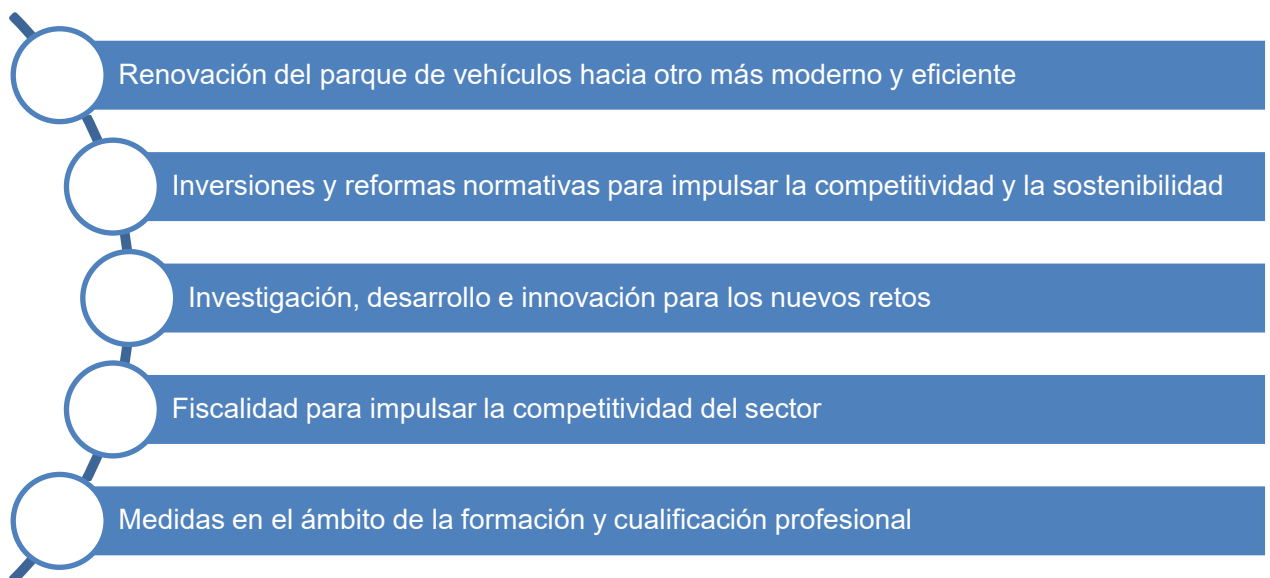 Renovación del parque de vehículos hacia otro más moderno y eficiente
Inversiones y reformas normativas para impulsar la competitividad y la sostenibilidad
Investigación, desarrollo e innovación para los nuevos retos
Fiscalidad para impulsar la competitividad del sector
Medidas en el ámbito de la formación y cualificación profesional